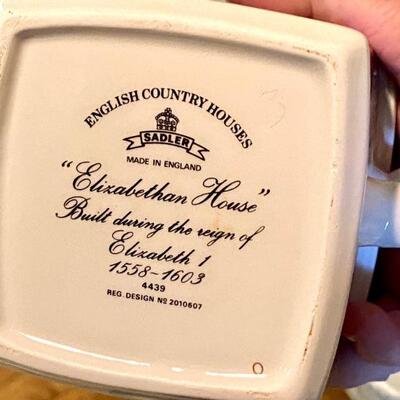 ENGLISH COUNTRY HOUSES
SADLER
MADE IN ENGLAND
"Elizabethan House"
Built during the reign of
Elizabeth 1
1558-1603
4439
REG. DESIGN Nº 2010607
O